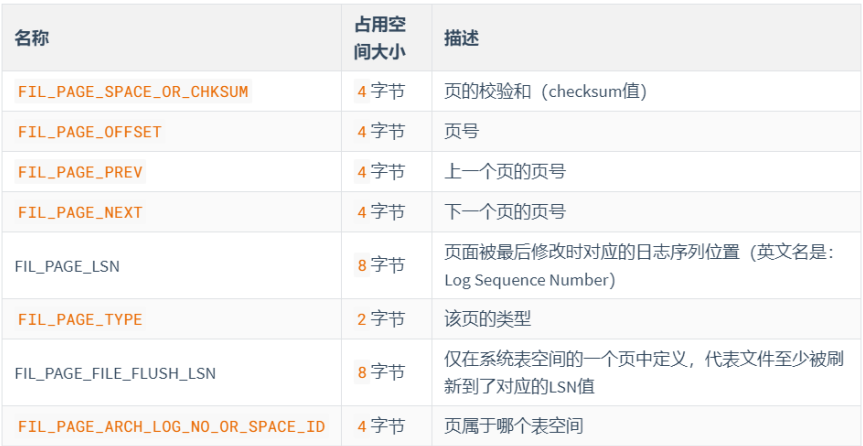 名称 占用空间大小 描述
FIL_PAGE_SPACE_OR_CHKSUM 4 字节 页的校验和（checksum值）
FIL_PAGE_OFFSET 4 字节 页号
FIL_PAGE_PREV 4 字节 上一个页的页号
FIL_PAGE_NEXT 4 字节 下一个页的页号
FIL_PAGE_LSN 8 字节 页面被最后修改时对应的日志序列位置（英文名是：
Log Sequence Number）
FIL_PAGE_TYPE 2 字节 该页的类型
FIL_PAGE_FILE_FLUSH_LSN 8 字节 仅在系统表空间的一个页中定义，代表文件至少被刷
新到了对应的LSN值
FIL_PAGE_ARCH_LOG_NO_OR_SPACE_ID 4 字节 页属于哪个表空间